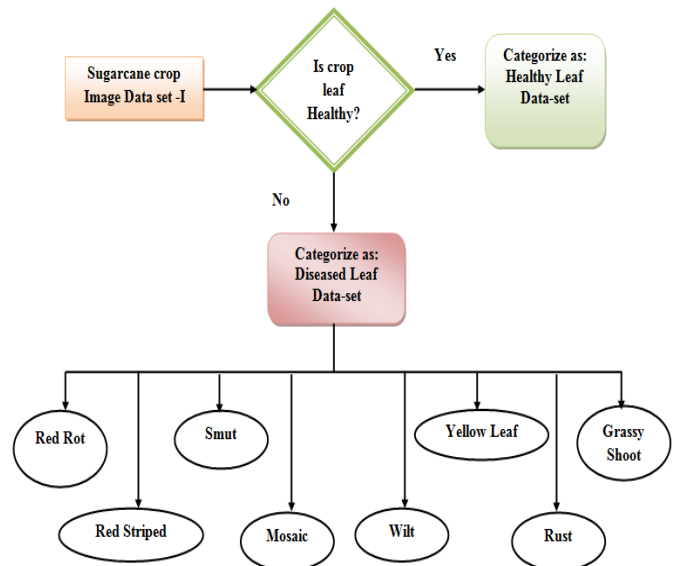 Sugarcane crop
Image Data set -I
Is crop
leaf
Healthy?
Yes
Categorize as:
Healthy Leaf
Data-set
No
Categorize as:
Diseased Leaf
Data-set
Red Rot
Smut
Yellow Leaf
Grassy
Shoot
Red Striped
Mosaic
Wilt
Rust